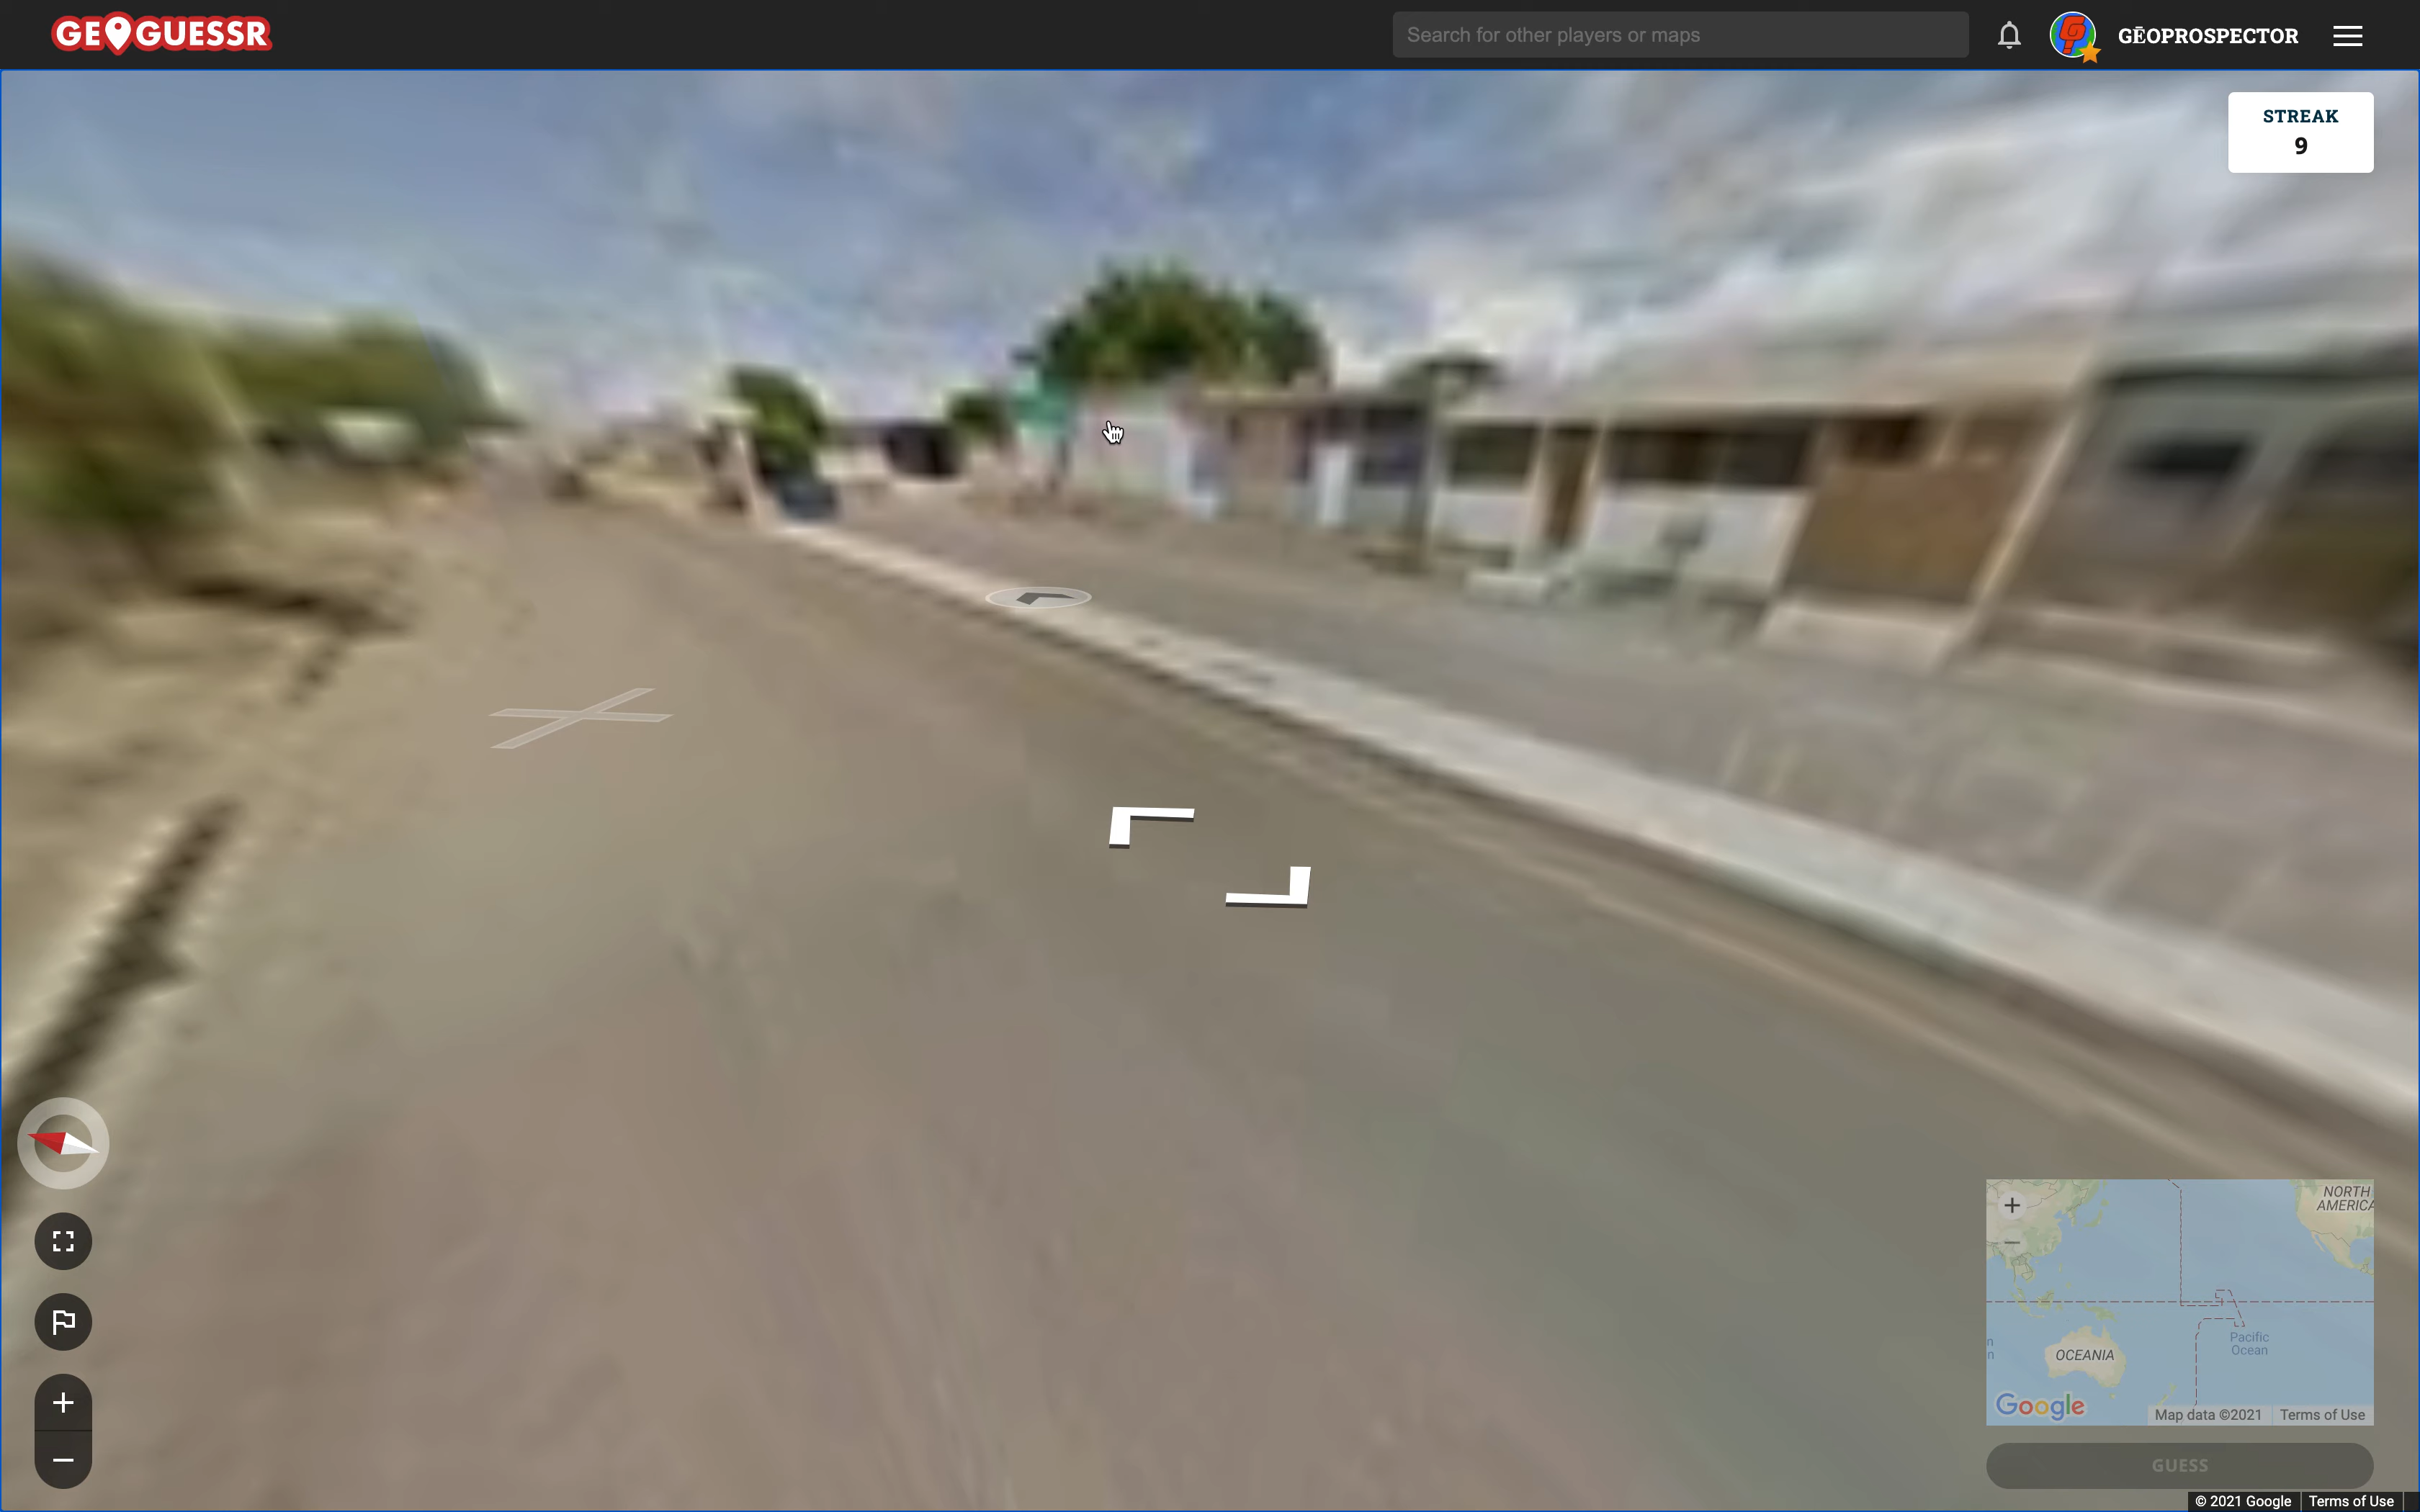 GEOGUESSR
Search for other players or maps
GĒOPROSPECTOR
STREAK
9
NORTH
AMERICA
OCEANIA
Pacific
Ocean
Google
Map data ©2021
Terms of Use
GUESS
© 2021 Google
Terms of Use